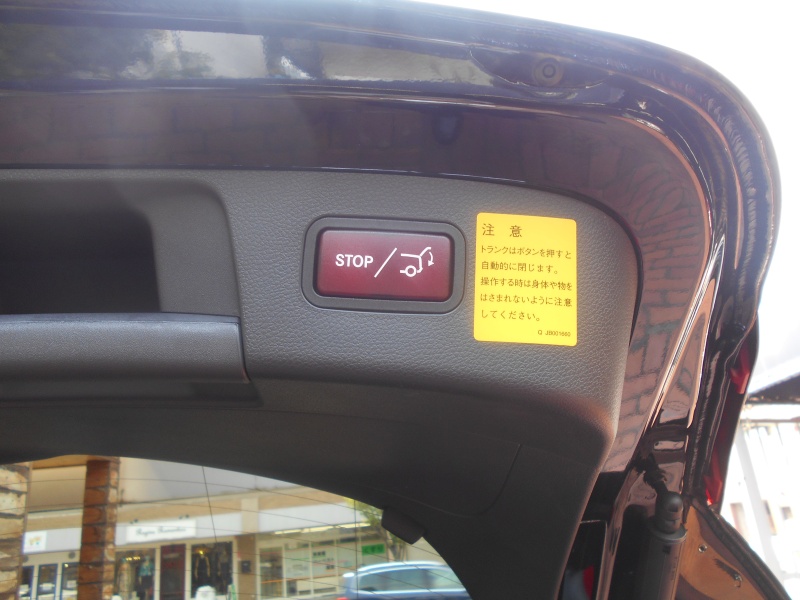 STOP /
注 意
トランクはボタンを押すと
自動的に閉じます。
操作する時は身体や物を
はさまれないように注意
してください。
Q JB001660